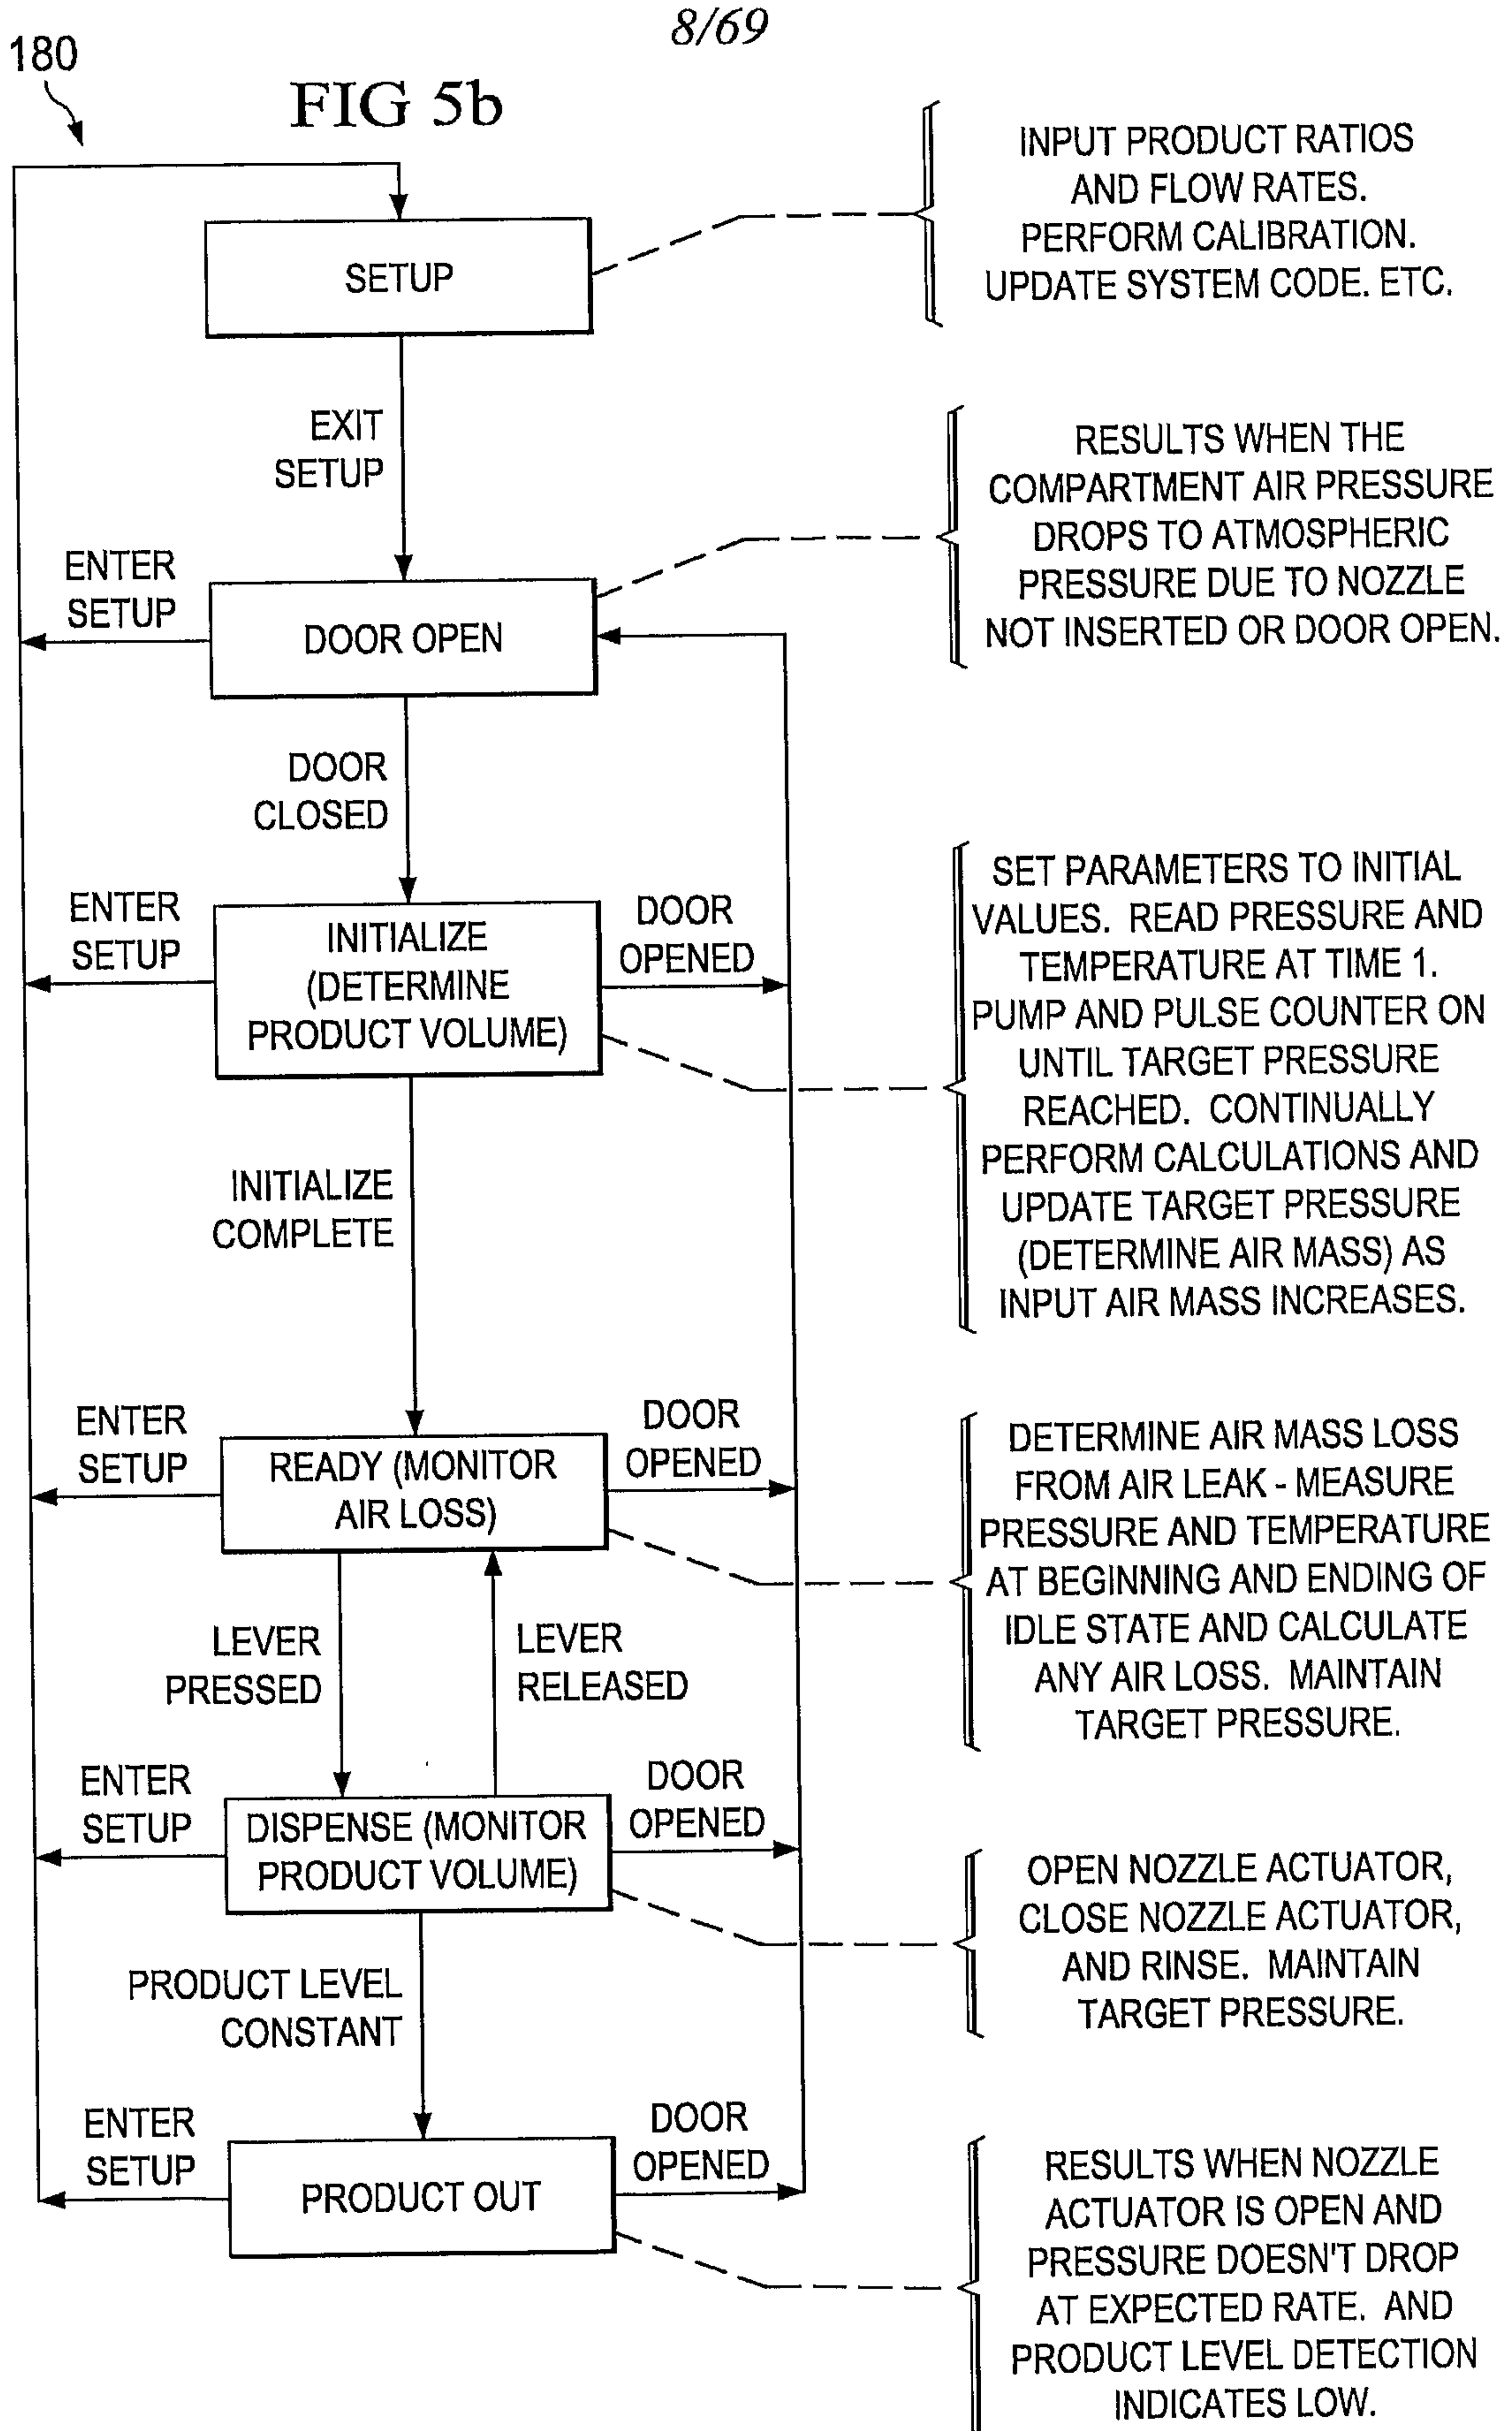 8/69
180
FIG 5b
INPUT PRODUCT RATIOS
AND FLOW RATES.
PERFORM CALIBRATION.
UPDATE SYSTEM CODE. ETC.
SETUP
EXIT
SETUP
RESULTS WHEN THE
COMPARTMENT AIR PRESSURE
DROPS TO ATMOSPHERIC
PRESSURE DUE TO NOZZLE
NOT INSERTED OR DOOR OPEN.
ENTER
SETUP
DOOR OPEN
DOOR
CLOSED
ENTER
SETUP
INITIALIZE
(DETERMINE
PRODUCT VOLUME)
DOOR
OPENED
SET PARAMETERS TO INITIAL
VALUES. READ PRESSURE AND
TEMPERATURE AT TIME 1.
PUMP AND PULSE COUNTER ON
UNTIL TARGET PRESSURE
REACHED. CONTINUALLY
PERFORM CALCULATIONS AND
UPDATE TARGET PRESSURE
(DETERMINE AIR MASS) AS
INPUT AIR MASS INCREASES.
INITIALIZE
COMPLETE
ENTER
SETUP
READY (MONITOR
AIR LOSS)
DOOR
OPENED
DETERMINE AIR MASS LOSS
FROM AIR LEAK - MEASURE
PRESSURE AND TEMPERATURE
AT BEGINNING AND ENDING OF
IDLE STATE AND CALCULATE
ANY AIR LOSS. MAINTAIN
TARGET PRESSURE.
LEVER
PRESSED
LEVER
RELEASED
ENTER
SETUP
DISPENSE (MONITOR
PRODUCT VOLUME)
DOOR
OPENED
OPEN NOZZLE ACTUATOR,
CLOSE NOZZLE ACTUATOR,
AND RINSE. MAINTAIN
TARGET PRESSURE.
PRODUCT LEVEL
CONSTANT
ENTER
SETUP
PRODUCT OUT
DOOR
OPENED
RESULTS WHEN NOZZLE
ACTUATOR IS OPEN AND
PRESSURE DOESN'T DROP
AT EXPECTED RATE. AND
PRODUCT LEVEL DETECTION
INDICATES LOW.